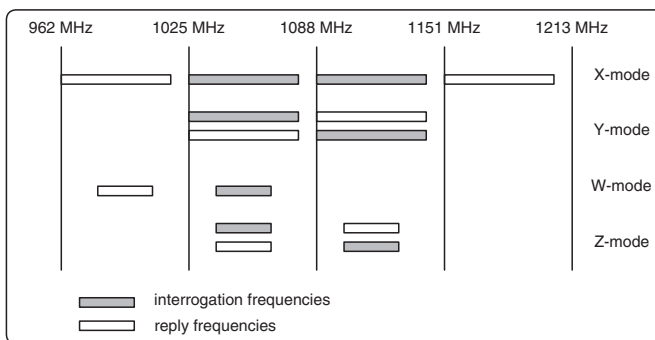 962 MHz 1025 MHz 1088 MHz 1151 MHz 1213 MHz
X-mode
Y-mode
W-mode
Z-mode
interrogation frequencies
reply frequencies